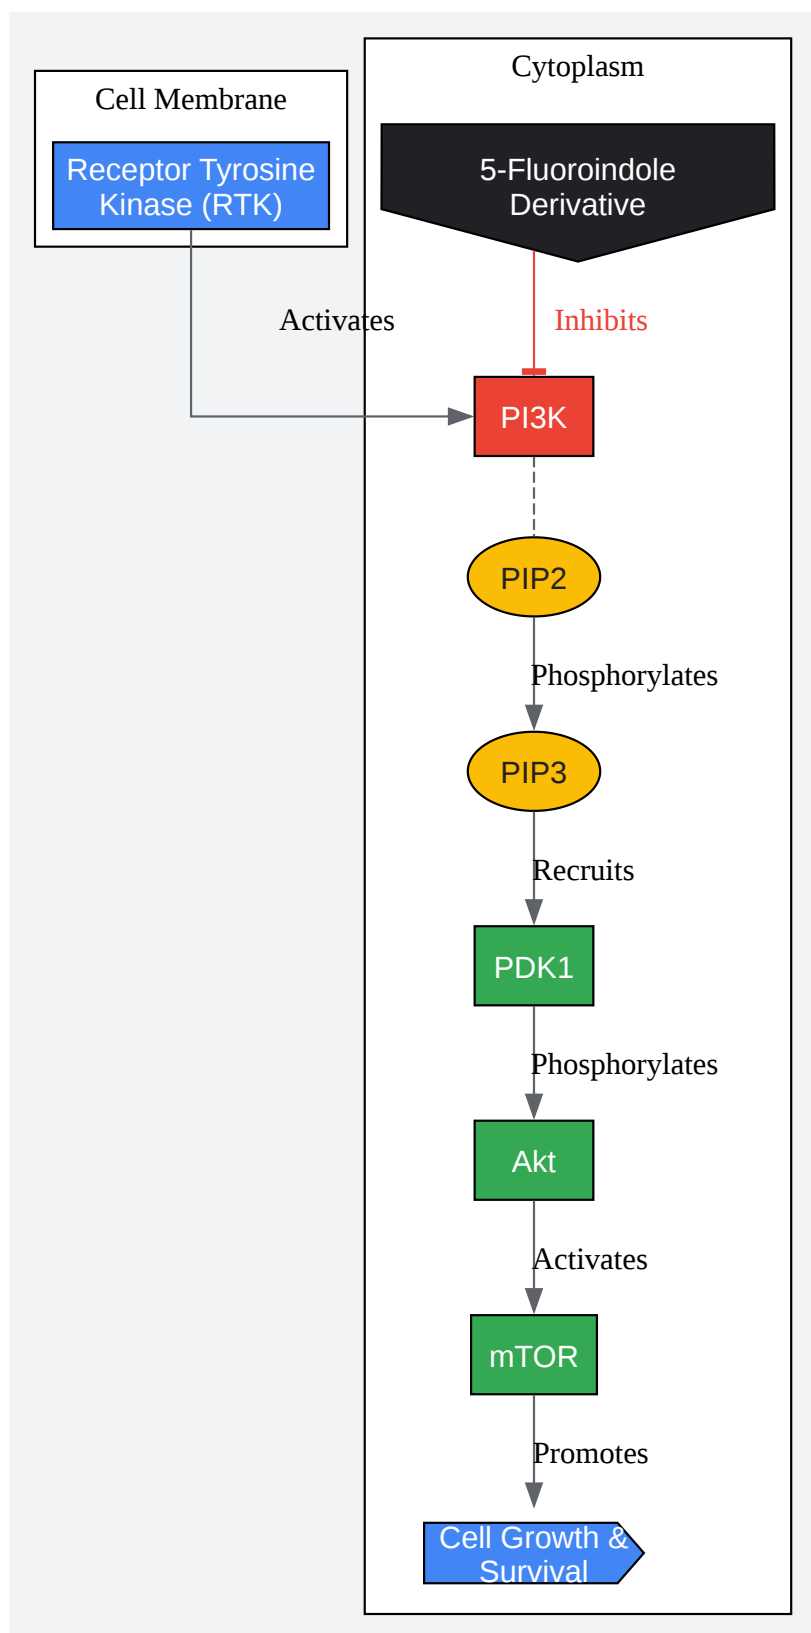 Cytoplasm
Cell Membrane
Receptor Tyrosine
Kinase (RTK)
5-Fluoroindole
Derivative
Activates
Inhibits
PI3K
PIP2
Phosphorylates
PIP3
Recruits
PDK1
Phosphorylates
Akt
Activates
mTOR
Promotes
Cell Growth &
Survival